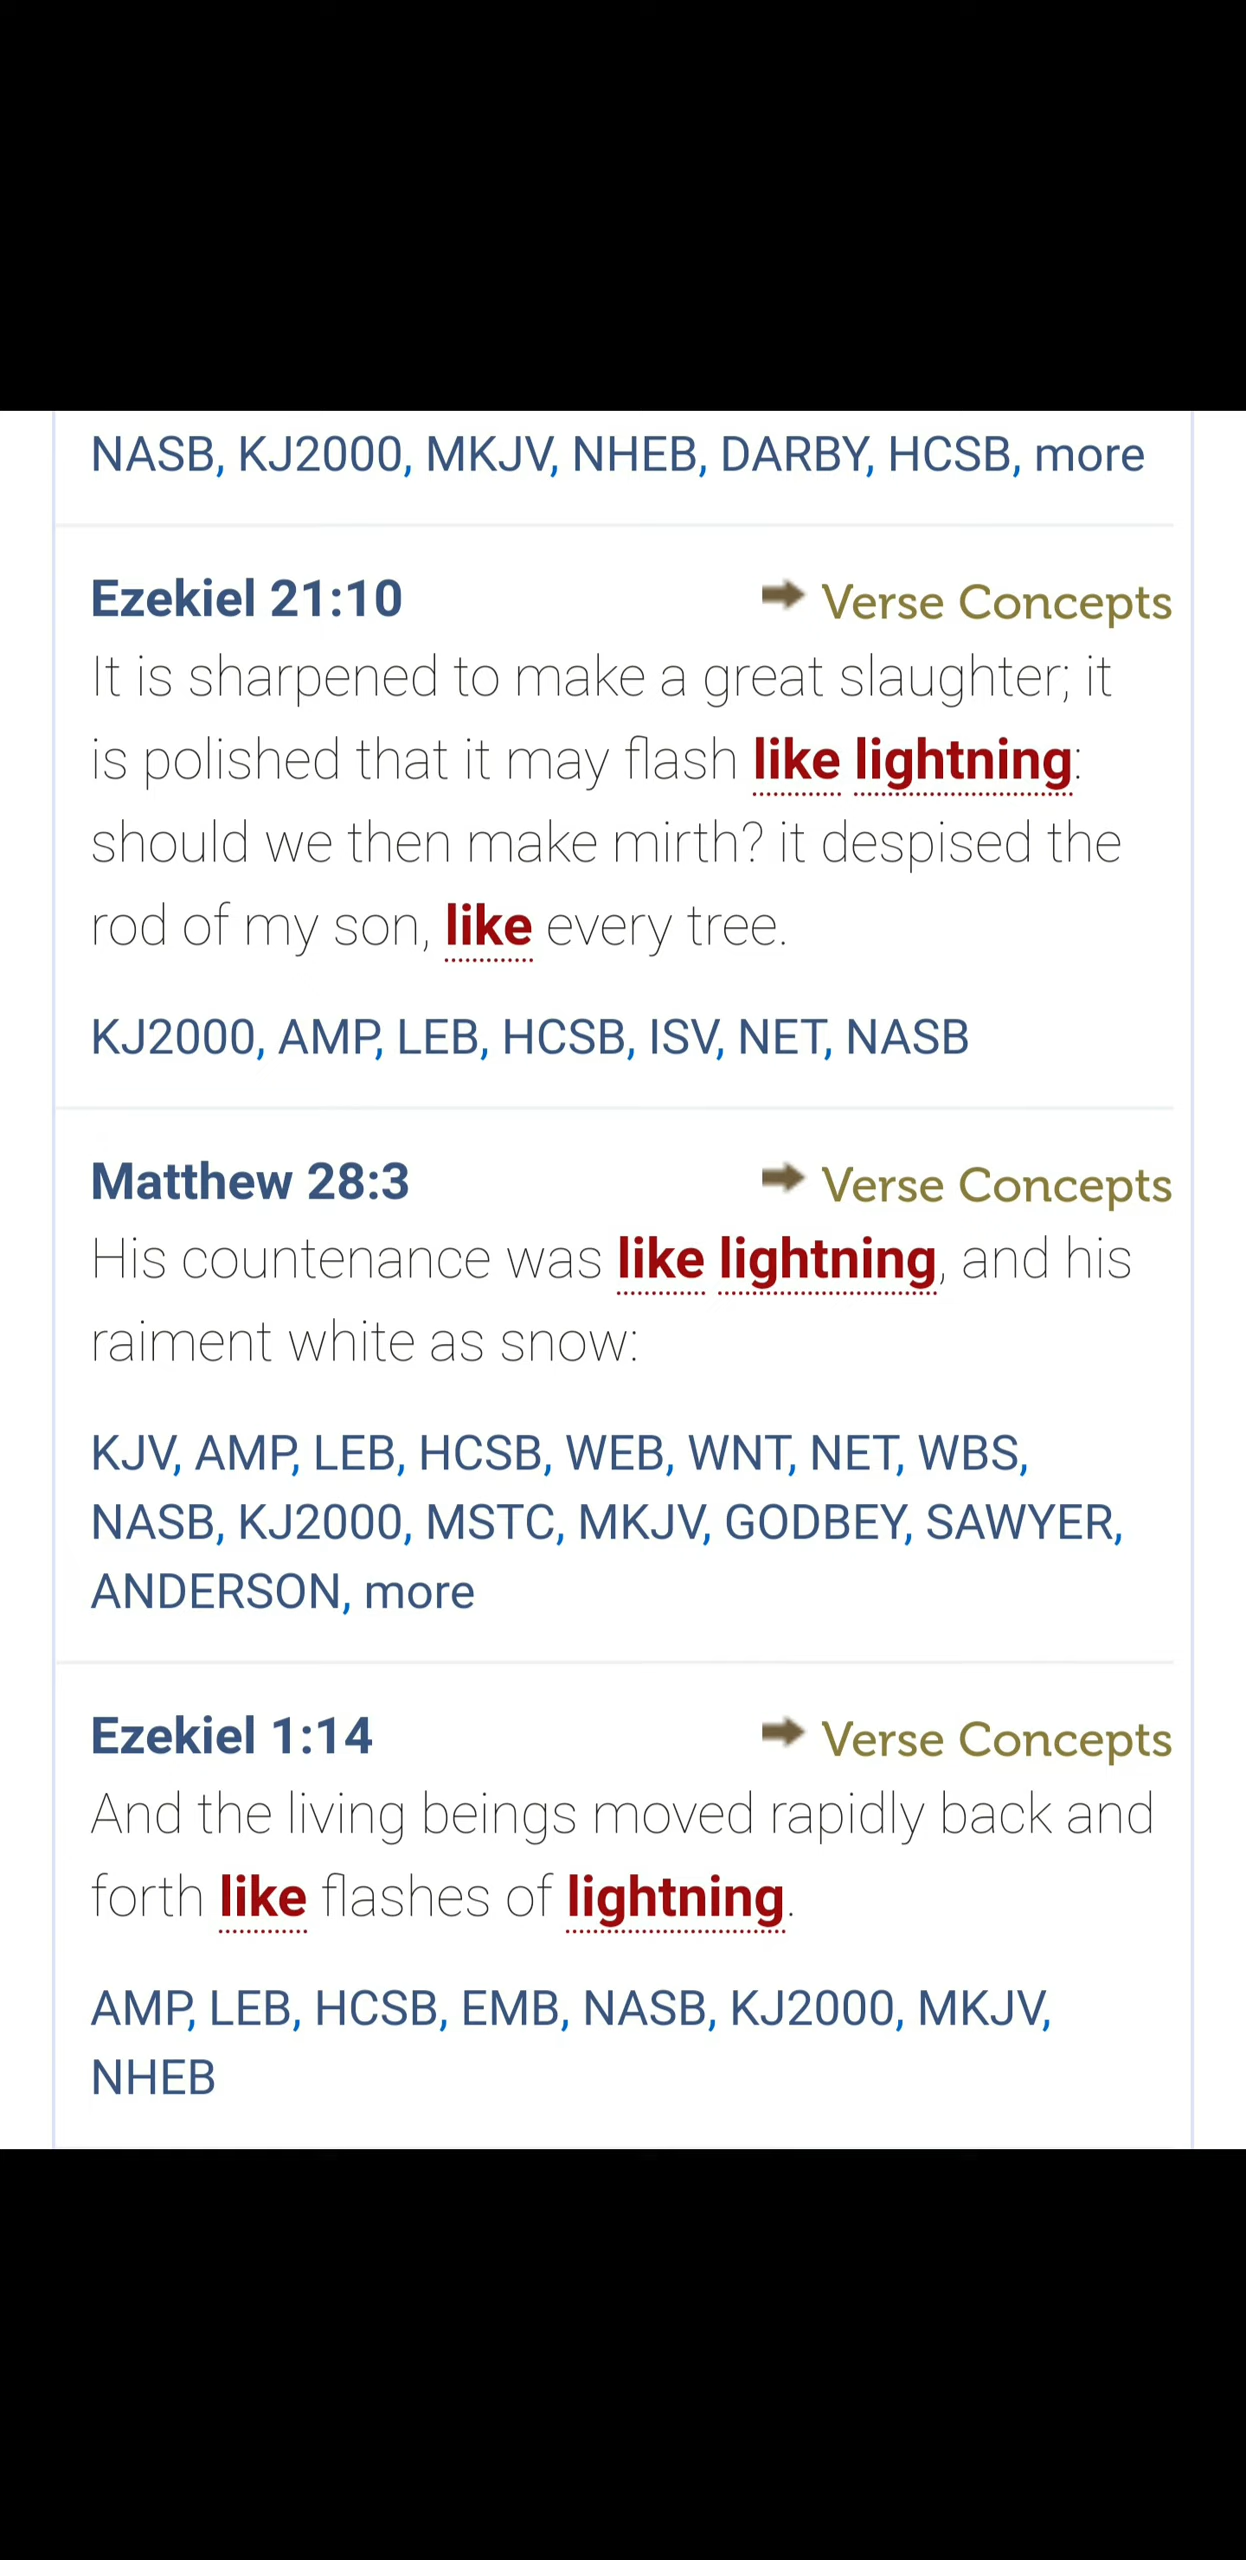 NASB, KJ2000, MKJV, NHEB, DARBY, HCSB, more
Ezekiel 21:10
Verse Concepts
It is sharpened to make a great slaughter; it
is polished that it may flash like lightning:
should we then make mirth? it despised the
rod of my son, like every tree.
KJ2000, AMP, LEB, HCSB, ISV, NET, NASB
Matthew 28:3
Verse Concepts
His countenance was like lightning, and his
raiment white as snow:
KJV, AMP, LEB, HCSB, WEB, WNT, NET, WBS,
NASB, KJ2000, MSTC, MKJV, GODBEY, SAWYER,
ANDERSON, more
Ezekiel 1:14
Verse Concepts
And the living beings moved rapidly back and
forth like flashes of lightning.
AMP, LEB, HCSB, EMB, NASB, KJ2000, MKJV,
NHEB